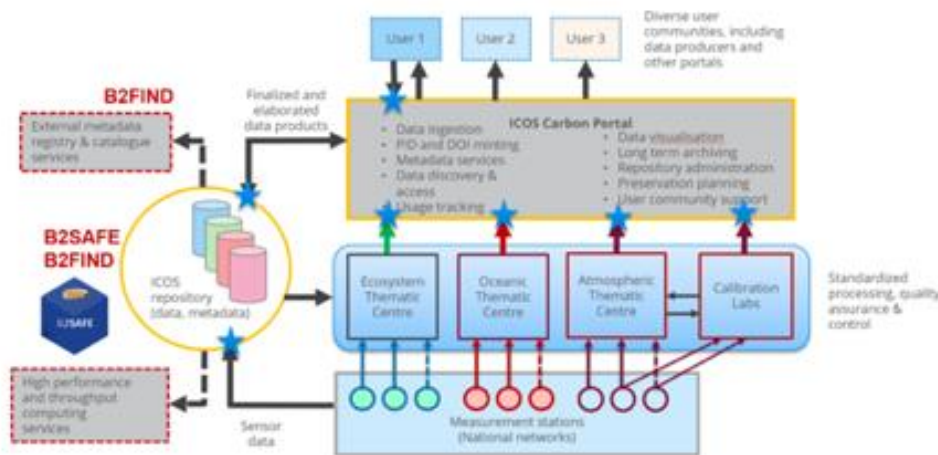 User 1
User 2
User 3
Diverse user
communities, including
data producers and
other portals
B2FIND
Finalized and
elaborated
data products
External metadata
registry & catalogue
services
ICOS Carbon Portal
• Data ingestion
• PID and DOI minting
• Metadata services
• Data discovery &
access
• Usage tracking
• Data visualisation
• Long term archiving
• Repository administration
• Preservation planning
• User community support
B2SAFE
B2FIND
B2SAFE
ICOS
repository
(data, metadata)
Ecosystem
Thematic
Centre
Oceanic
Thematic
Centre
Atmospheric
Thematic
Centre
Calibration
Labs
Standardized
processing, quality
assurance &
control
High performance
and throughput
computing
services
Sensor
data
Measurement stations
(National networks)